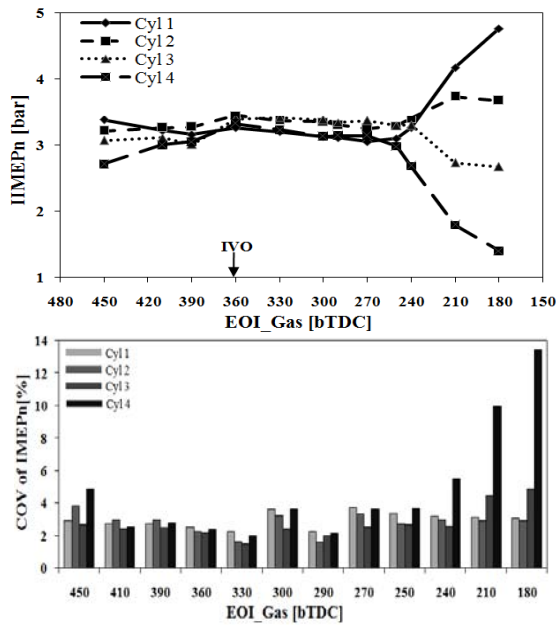 Cyl 1
Cyl 2
Cyl 3
Cyl 4
5
4
3
2
1
IIMEPn [bar]
IVO
480 450 420 390 360 330 300 270 240 210 180 150
EOI_Gas [bTDC]
14
12
10
8
6
4
2
0
COV of IMEPn[%]
Cyl 1
Cyl 2
Cyl 3
Cyl 4
450 410 390 360 330 300 290 270 250 240 210 180
EOI_Gas [bTDC]